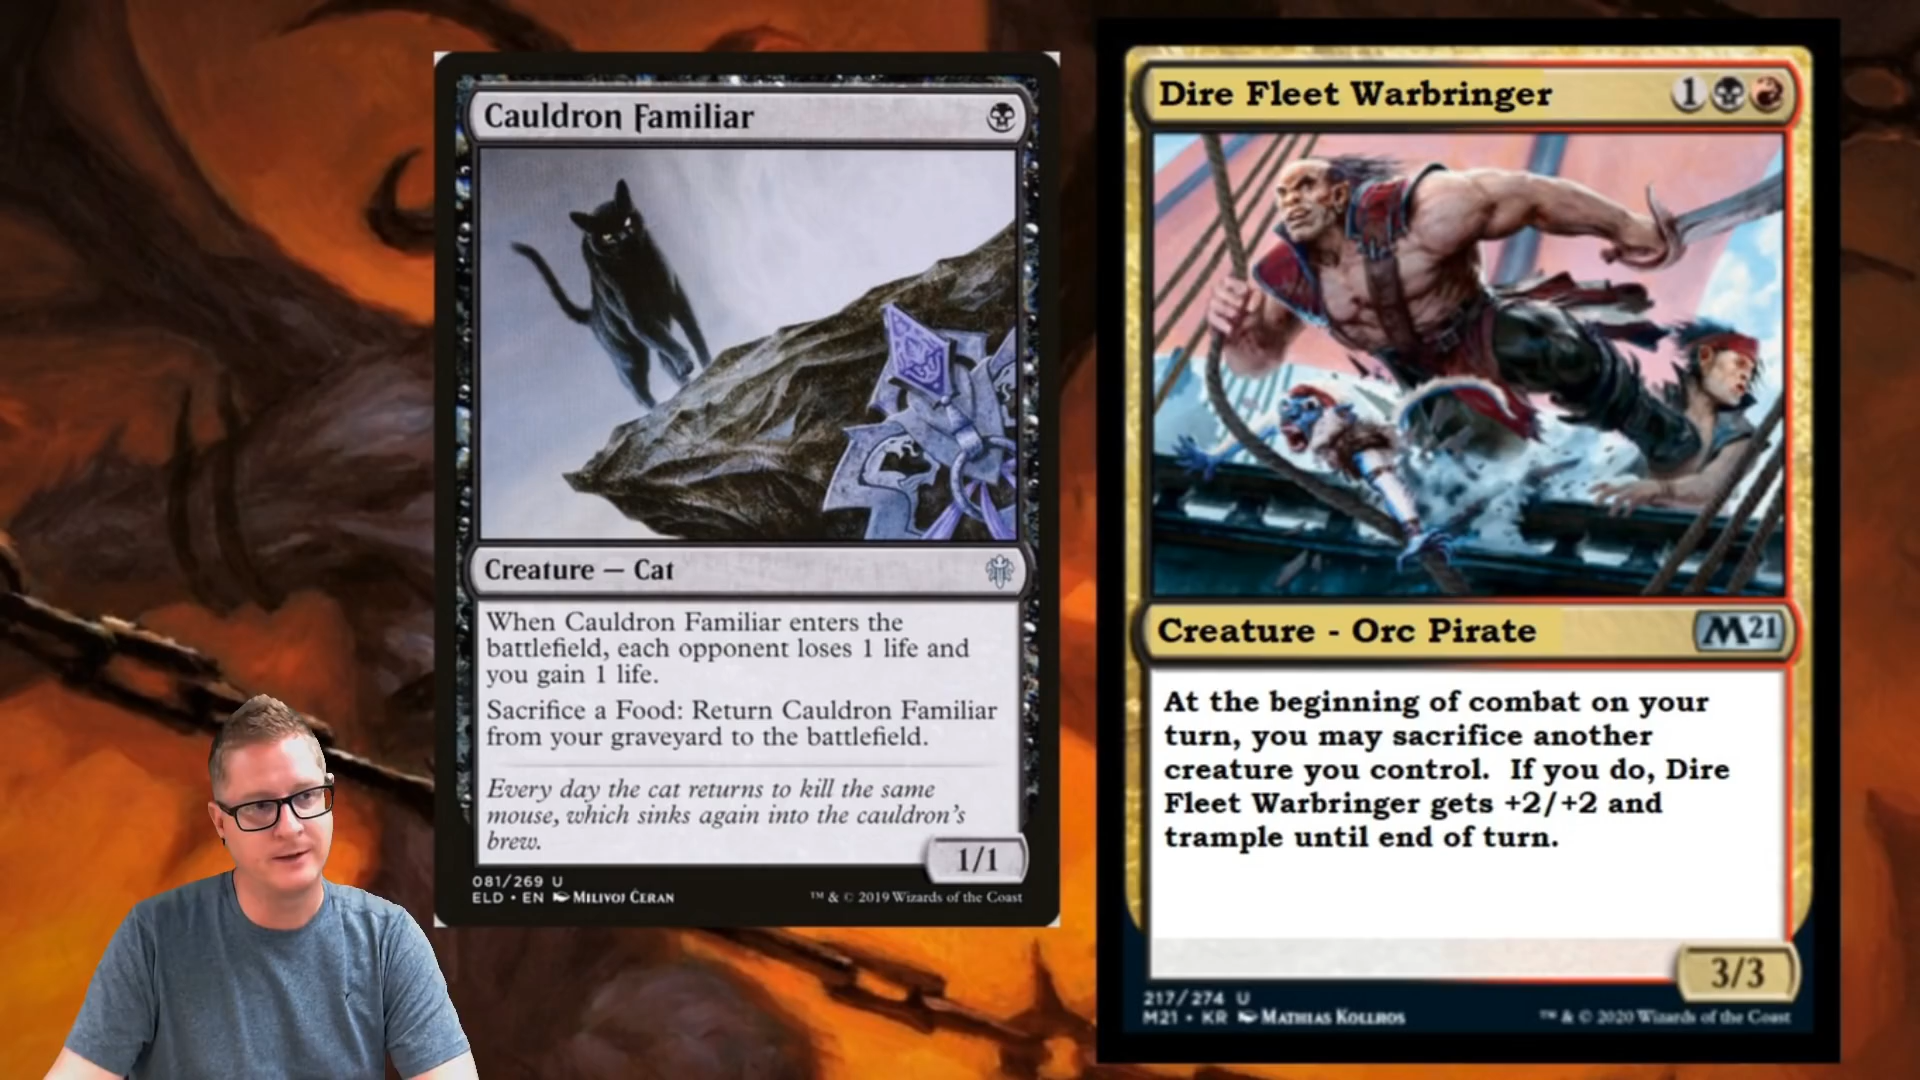 Cauldron Familiar
Creature — Cat
When Cauldron Familiar enters the
battlefield, each opponent loses 1 life and
you gain 1 life.
Sacrifice a Food: Return Cauldron Familiar
from your graveyard to the battlefield.
Every day the cat returns to kill the same
mouse, which sinks again into the cauldron's
brew.
1/1
081/269 U
ELD • EN MILIVOJ ĆERAN
™ & © 2019 Wizards of the Coast
Dire Fleet Warbringer 1
Creature - Orc Pirate M21
At the beginning of combat on your
turn, you may sacrifice another
creature you control. If you do, Dire
Fleet Warbringer gets +2/+2 and
trample until end of turn.
3/3
217/274 U
M21 • KR MATHIAS KOLLROS
™ & © 2020 Wizards of the Coast